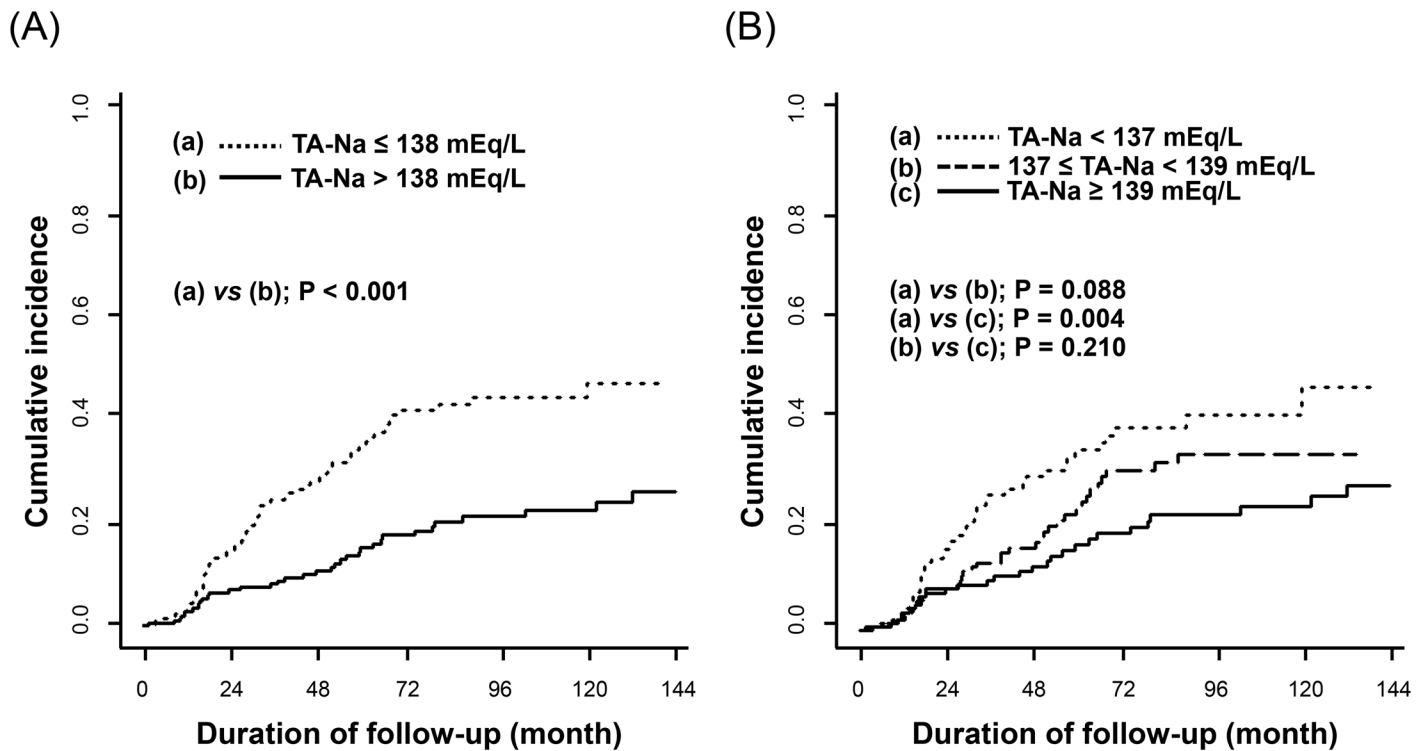 (A)
Cumulative incidence
1.0
0.8
0.6
0.4
0.2
0.0
(a) TA-Na ≤ 138 mEq/L
(b) TA-Na > 138 mEq/L
(a) vs (b); P < 0.001
0 24 48 72 96 120 144
Duration of follow-up (month)
(B)
Cumulative incidence
1.0
0.8
0.6
0.4
0.2
0.0
(a) TA-Na < 137 mEq/L
(b) 137 ≤ TA-Na < 139 mEq/L
(c) TA-Na ≥ 139 mEq/L
(a) vs (b); P = 0.088
(a) vs (c); P = 0.004
(b) vs (c); P = 0.210
0 24 48 72 96 120 144
Duration of follow-up (month)